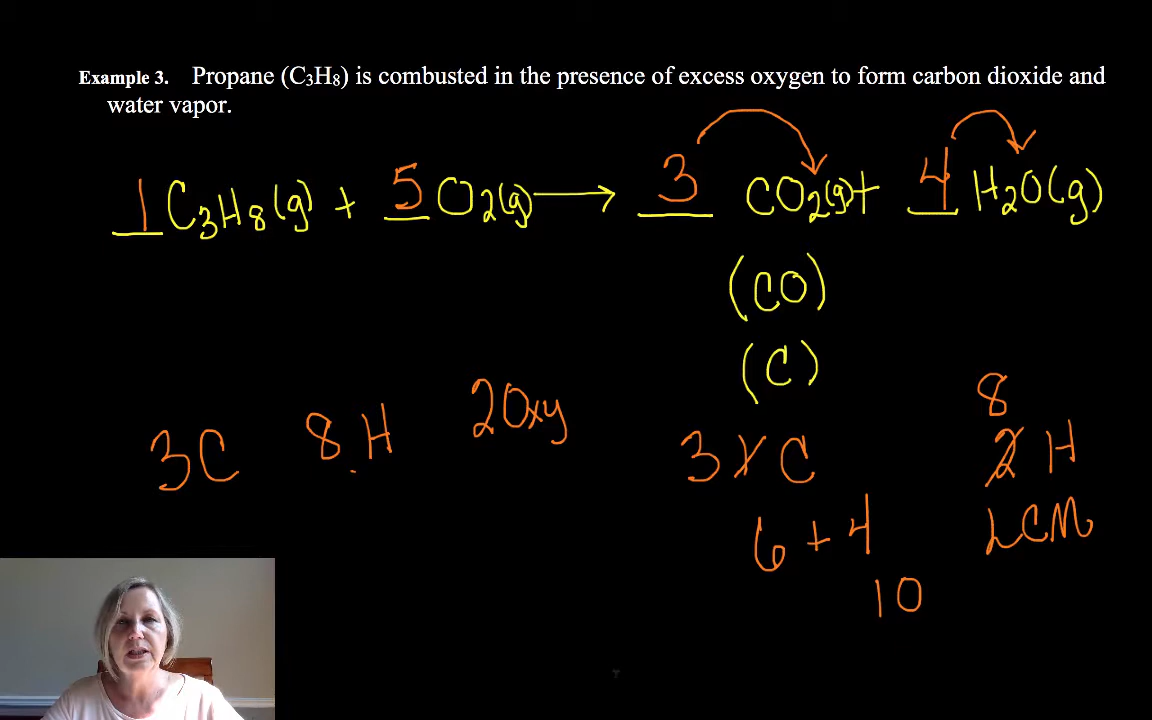 Example 3. Propane (C3H8) is combusted in the presence of excess oxygen to form carbon dioxide and
water vapor.
1 C3H8(g) + 5 O2(g) → 3 CO2(g) + 4 H2O(g)
(CO)
(C)
8
3C 8 H 2 Oxy 3 1 C 2 H
6 + 4 LCM
10